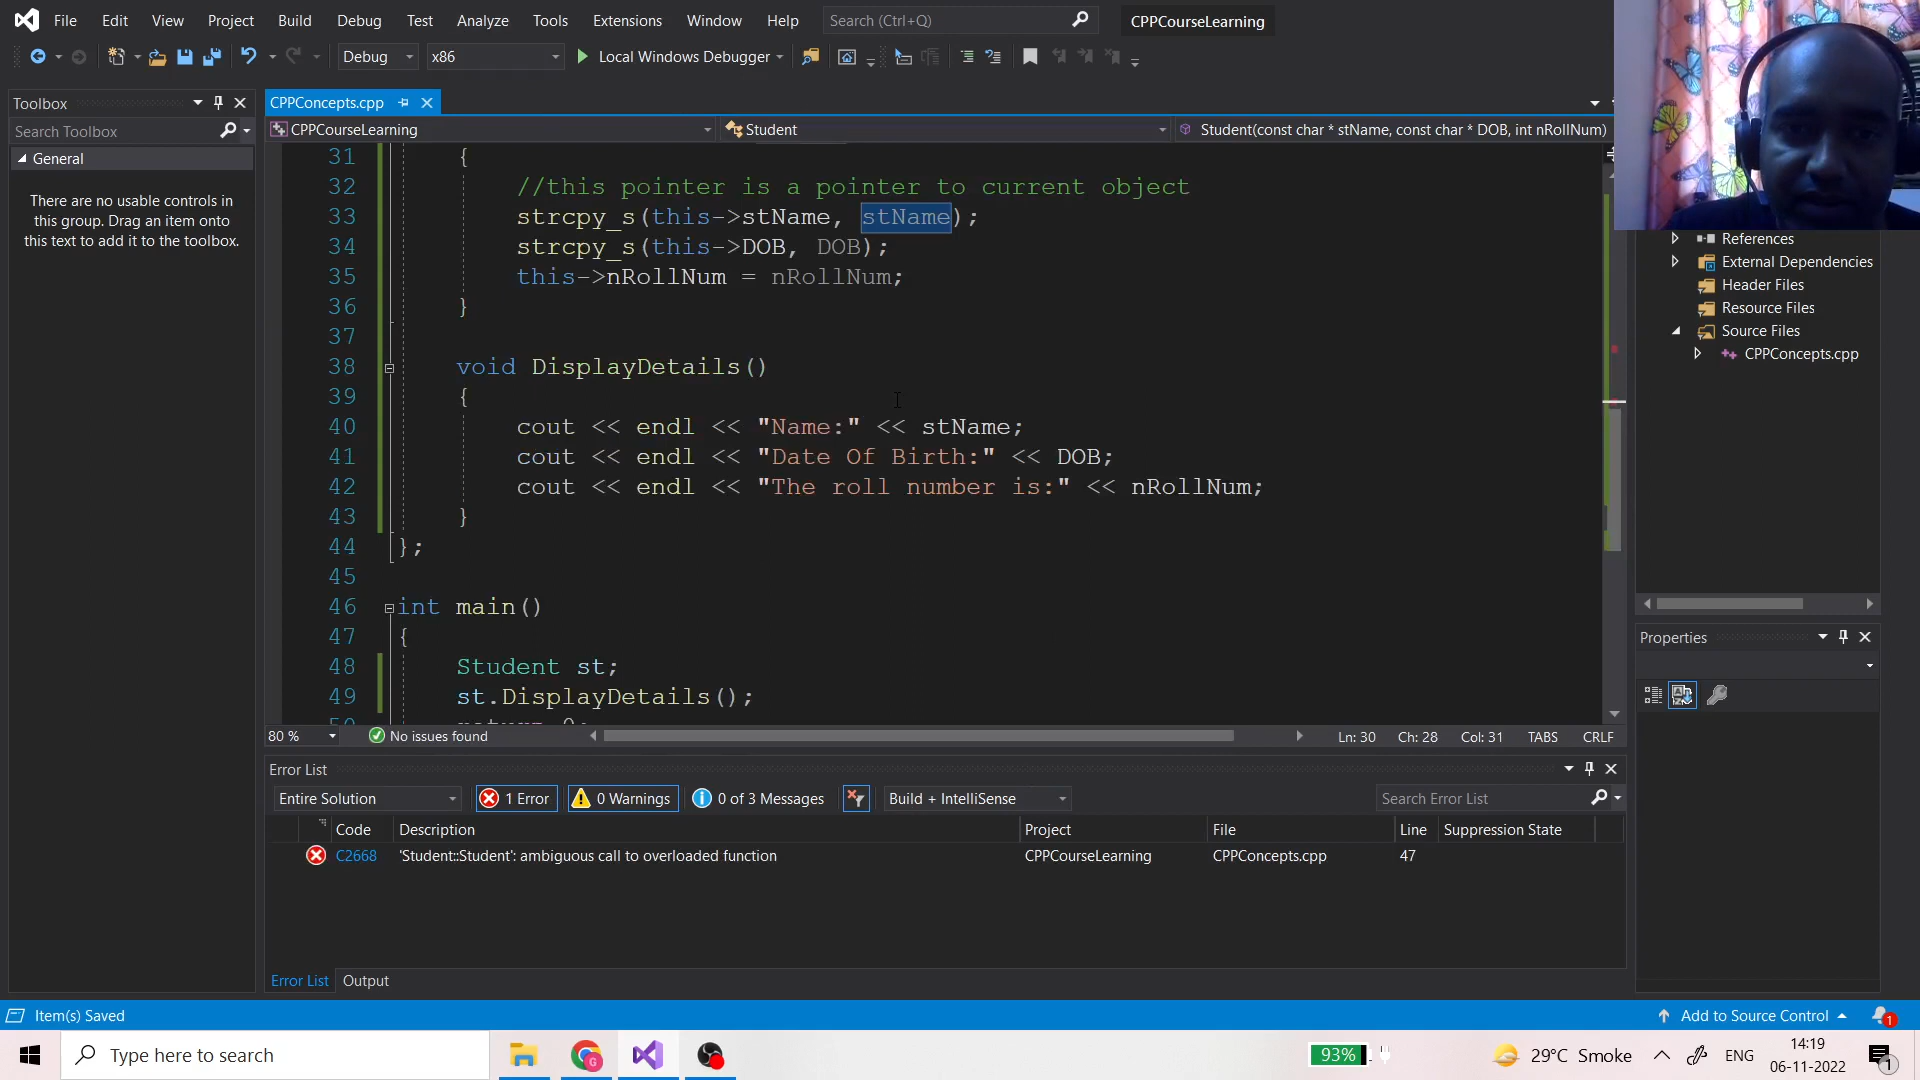 File Edit View Project Build Debug Test Analyze Tools Extensions Window Help Search (Ctrl+Q) CPPCourseLearning
Debug x86 Local Windows Debugger
Toolbox
Search Toolbox
General
There are no usable controls in
this group. Drag an item onto
this text to add it to the toolbox.
CPPConcepts.cpp
CPPCourseLearning Student Student(const char * stName, const char * DOB, int nRollNum)
31 {
32 //this pointer is a pointer to current object
33 strcpy_s(this->stName, stName);
34 strcpy_s(this->DOB, DOB);
35 this->nRollNum = nRollNum;
36 }
37
38 void DisplayDetails()
39 {
40 cout << endl << "Name:" << stName;
41 cout << endl << "Date Of Birth:" << DOB;
42 cout << endl << "The roll number is:" << nRollNum;
43 }
44 };
45
46 int main()
47 {
48 Student st;
49 st.DisplayDetails();
50 return 0;
80 % No issues found Ln: 30 Ch: 28 Col: 31 TABS CRLF
References
External Dependencies
Header Files
Resource Files
Source Files
CPPConcepts.cpp
Properties
Error List
Entire Solution 1 Error 0 Warnings 0 of 3 Messages Build + IntelliSense Search Error List
Code Description Project File Line Suppression State
C2668 'Student::Student': ambiguous call to overloaded function CPPCourseLearning CPPConcepts.cpp 47
Error List Output
Item(s) Saved Add to Source Control 1
Type here to search 93% 29°C Smoke ENG 14:19
06-11-2022 1